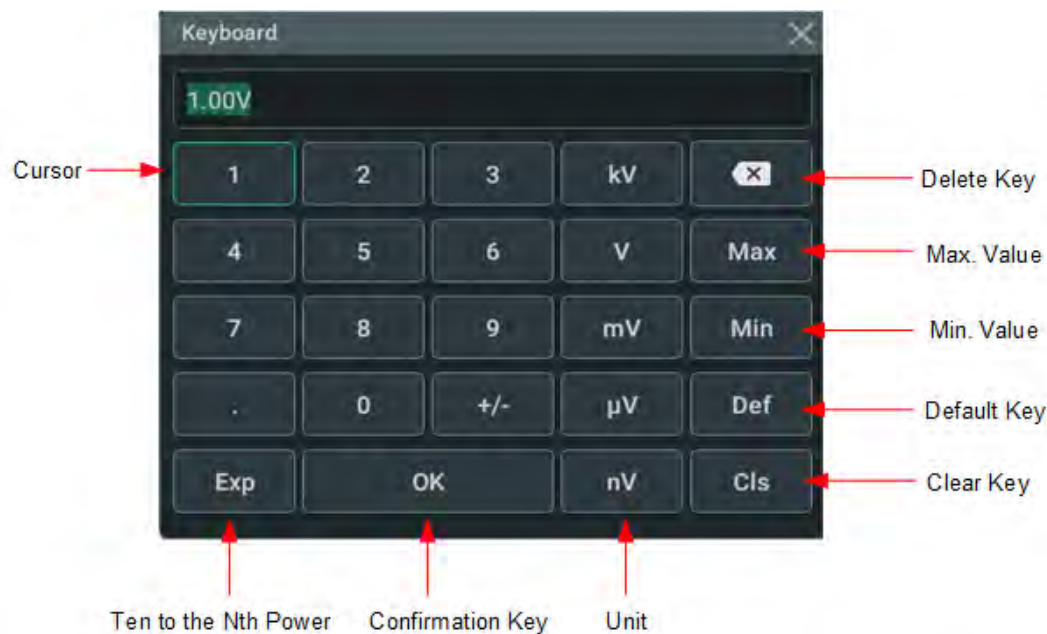 Keyboard
1.00V
Cursor
1 2 3 kV
Delete Key
4 5 6 V Max
Max. Value
7 8 9 mV Min
Min. Value
. 0 +/- µV Def
Default Key
Exp OK nV Cls
Clear Key
Ten to the Nth Power Confirmation Key Unit